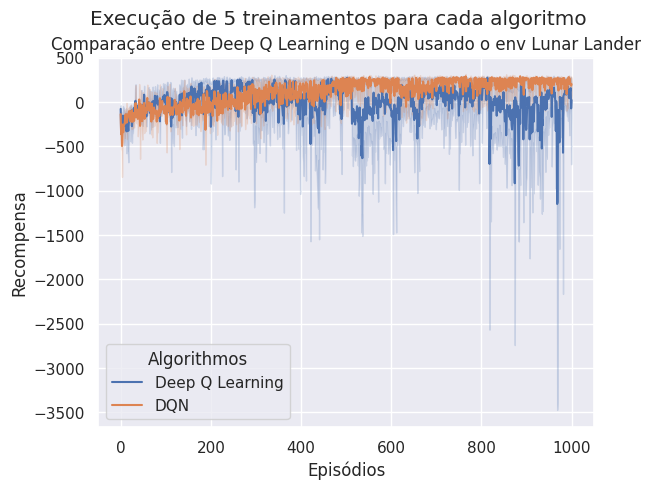 Execução de 5 treinamentos para cada algoritmo
Comparação entre Deep Q Learning e DQN usando o env Lunar Lander
500
0
−500
−1000
−1500
−2000
−2500
−3000
−3500
Recompensa
Algorithmos
Deep Q Learning
DQN
0 200 400 600 800 1000
Episódios